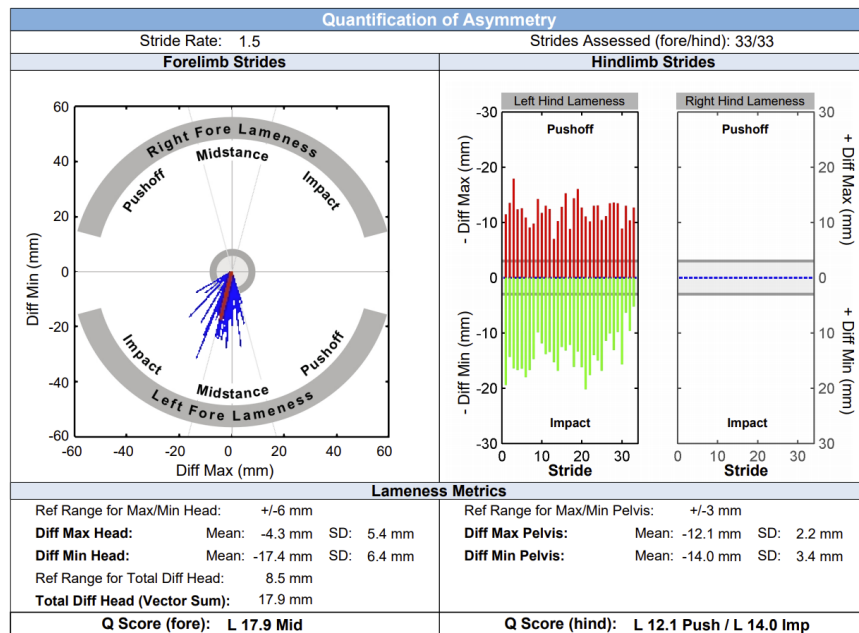 Quantification of Asymmetry
Stride Rate: 1.5
Strides Assessed (fore/hind): 33/33
Forelimb Strides
Hindlimb Strides
60
40
20
0
-20
-40
-60
Diff Min (mm)
Right Fore Lameness
Midstance
Pushoff
Impact
Impact
Pushoff
Midstance
Left Fore Lameness
-60 -40 -20 0 20 40 60
Diff Max (mm)
Left Hind Lameness
Right Hind Lameness
Pushoff
Pushoff
-30
-20
-10
0
-10
-20
-30
- Diff Max (mm)
- Diff Min (mm)
30
20
10
0
10
20
30
+ Diff Max (mm)
+ Diff Min (mm)
Impact
Impact
0 10 20 30
0 10 20 30
Stride
Stride
Lameness Metrics
Ref Range for Max/Min Head: +/-6 mm
Diff Max Head: Mean: -4.3 mm SD: 5.4 mm
Diff Min Head: Mean: -17.4 mm SD: 6.4 mm
Ref Range for Total Diff Head: 8.5 mm
Total Diff Head (Vector Sum): 17.9 mm
Ref Range for Max/Min Pelvis: +/-3 mm
Diff Max Pelvis: Mean: -12.1 mm SD: 2.2 mm
Diff Min Pelvis: Mean: -14.0 mm SD: 3.4 mm
Q Score (fore): L 17.9 Mid
Q Score (hind): L 12.1 Push / L 14.0 Imp